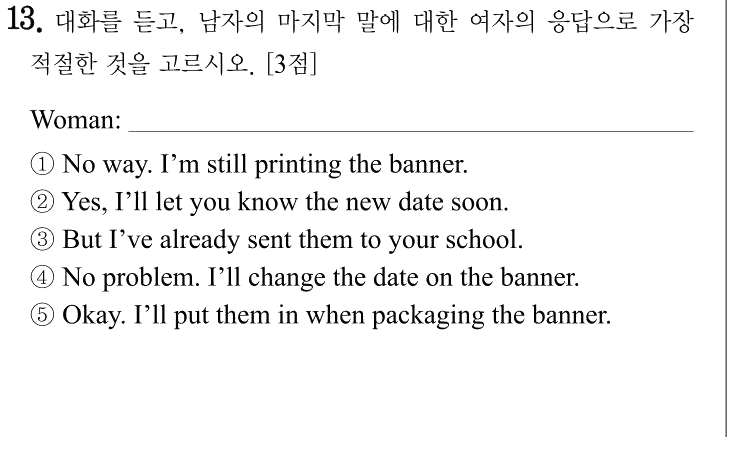 13. 대화를 듣고, 남자의 마지막 말에 대한 여자의 응답으로 가장
적절한 것을 고르시오. [3점]
Woman:
① No way. I’m still printing the banner.
② Yes, I’ll let you know the new date soon.
③ But I’ve already sent them to your school.
④ No problem. I’ll change the date on the banner.
⑤ Okay. I’ll put them in when packaging the banner.